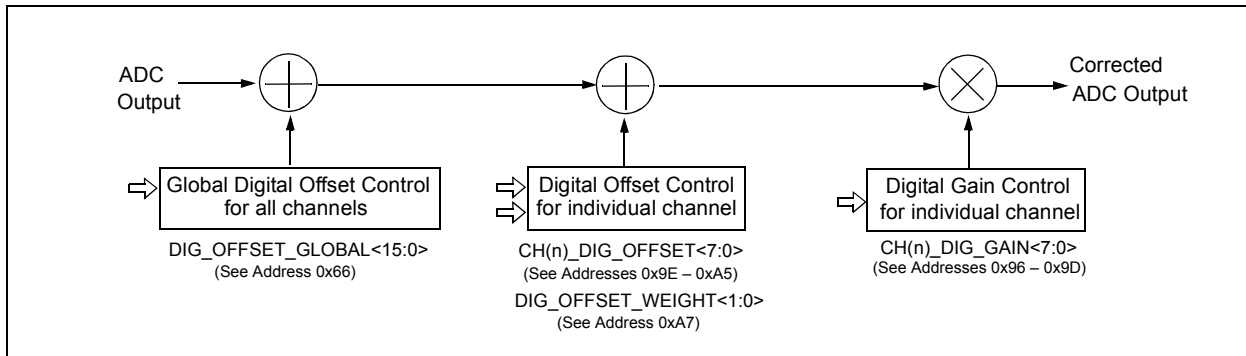 ADC
Output
Corrected
ADC Output
Global Digital Offset Control
for all channels
DIG_OFFSET_GLOBAL<15:0>
(See Address 0x66)
Digital Offset Control
for individual channel
CH(n)_DIG_OFFSET<7:0>
(See Addresses 0x9E – 0xA5)
DIG_OFFSET_WEIGHT<1:0>
(See Address 0xA7)
Digital Gain Control
for individual channel
CH(n)_DIG_GAIN<7:0>
(See Addresses 0x96 – 0x9D)